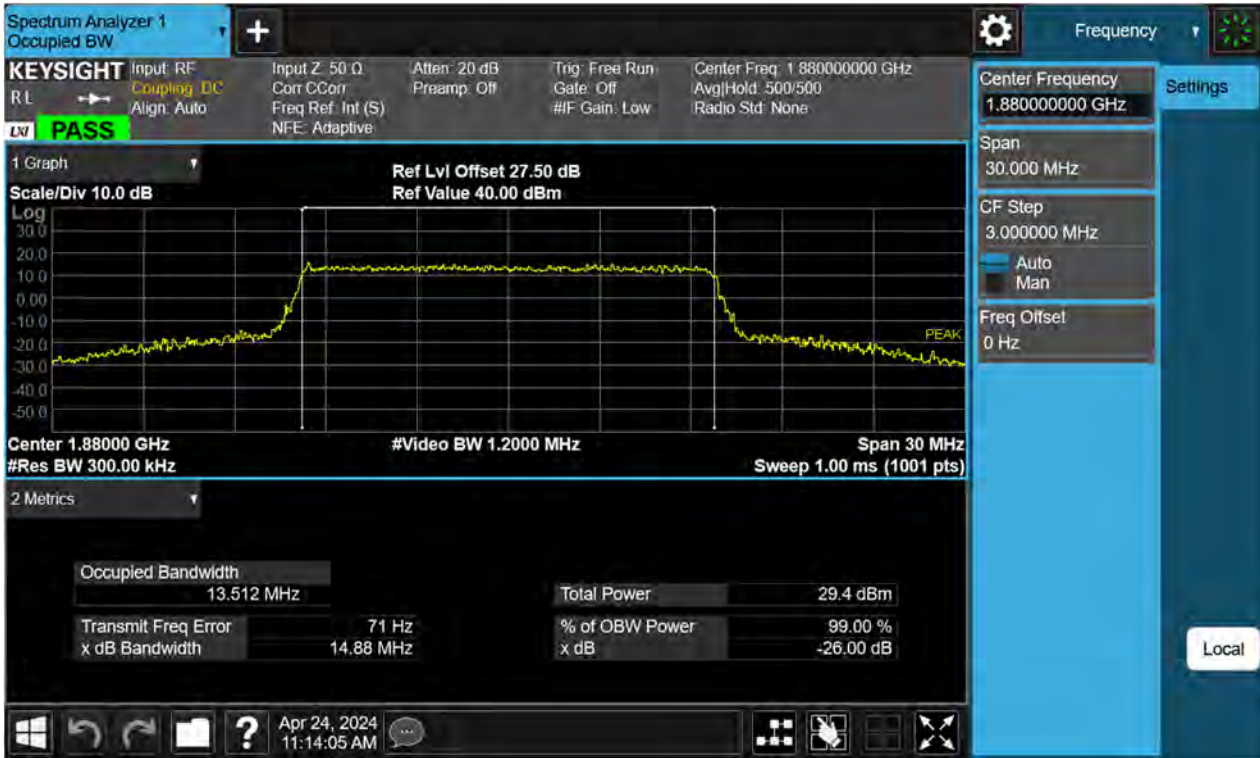 Spectrum Analyzer 1
Occupied BW
+
Frequency
KEYSIGHT
RL
LXI
PASS
Input: RF
Coupling: DC
Align: Auto
Input Z: 50 Ω
Corr CCorr
Freq Ref: Int (S)
NFE: Adaptive
Atten: 20 dB
Preamp: Off
Trig: Free Run
Gate: Off
#IF Gain: Low
Center Freq: 1.880000000 GHz
Avg|Hold: 500/500
Radio Std: None
1 Graph
Scale/Div 10.0 dB
Ref Lvl Offset 27.50 dB
Ref Value 40.00 dBm
Log
30.0
20.0
10.0
0.00
-10.0
-20.0
-30.0
-40.0
-50.0
PEAK
Center 1.88000 GHz
#Video BW 1.2000 MHz
Span 30 MHz
#Res BW 300.00 kHz
Sweep 1.00 ms (1001 pts)
2 Metrics
Occupied Bandwidth
13.512 MHz
Total Power 29.4 dBm
Transmit Freq Error 71 Hz
% of OBW Power 99.00 %
x dB Bandwidth 14.88 MHz
x dB -26.00 dB
Center Frequency
1.880000000 GHz
Settings
Span
30.000 MHz
CF Step
3.000000 MHz
Auto
Man
Freq Offset
0 Hz
Local
?
Apr 24, 2024
11:14:05 AM